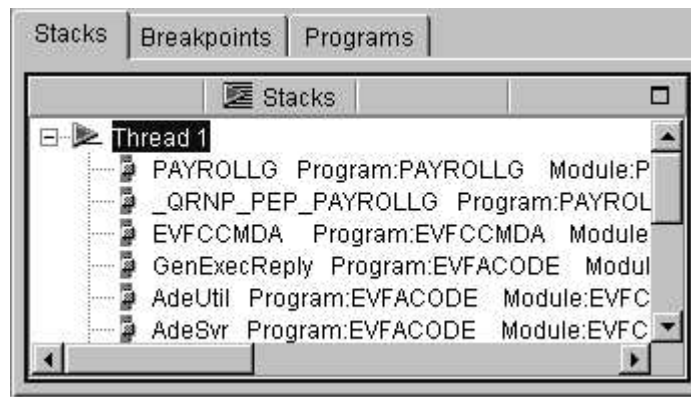 Stacks Breakpoints Programs
Stacks
Thread 1
PAYROLLG Program:PAYROLLG Module:P
_QRNP_PEP_PAYROLLG Program:PAYROL
EVFCCMDA Program:EVFCCMDA Module
GenExecReply Program:EVFACODE Modul
AdeUtil Program:EVFACODE Module:EVFC
AdeSvr Program:EVFACODE Module:EVFC